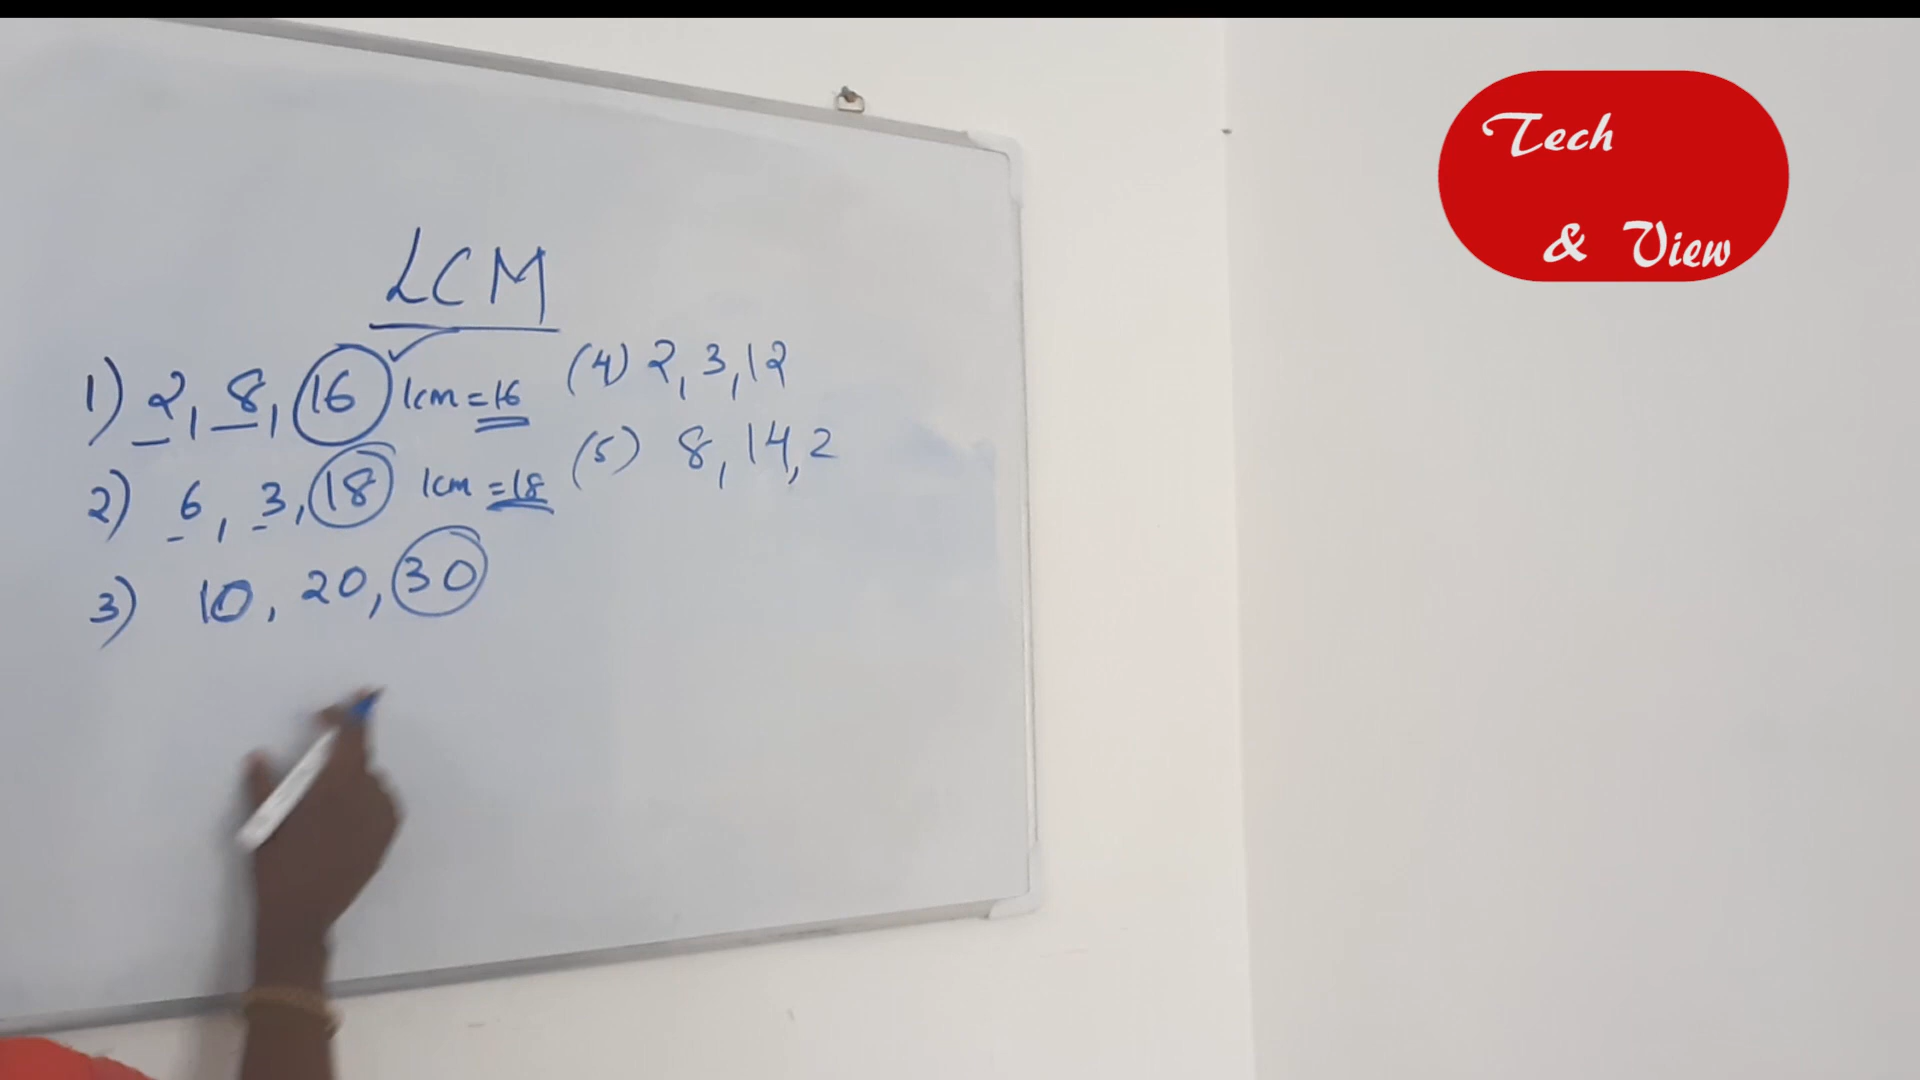 LCM
1) 2, 8, 16 lcm = 16
2) 6, 3, 18 lcm = 18
3) 10, 20, 30
(4) 2, 3, 12
(5) 8, 14, 2
Tech
& View